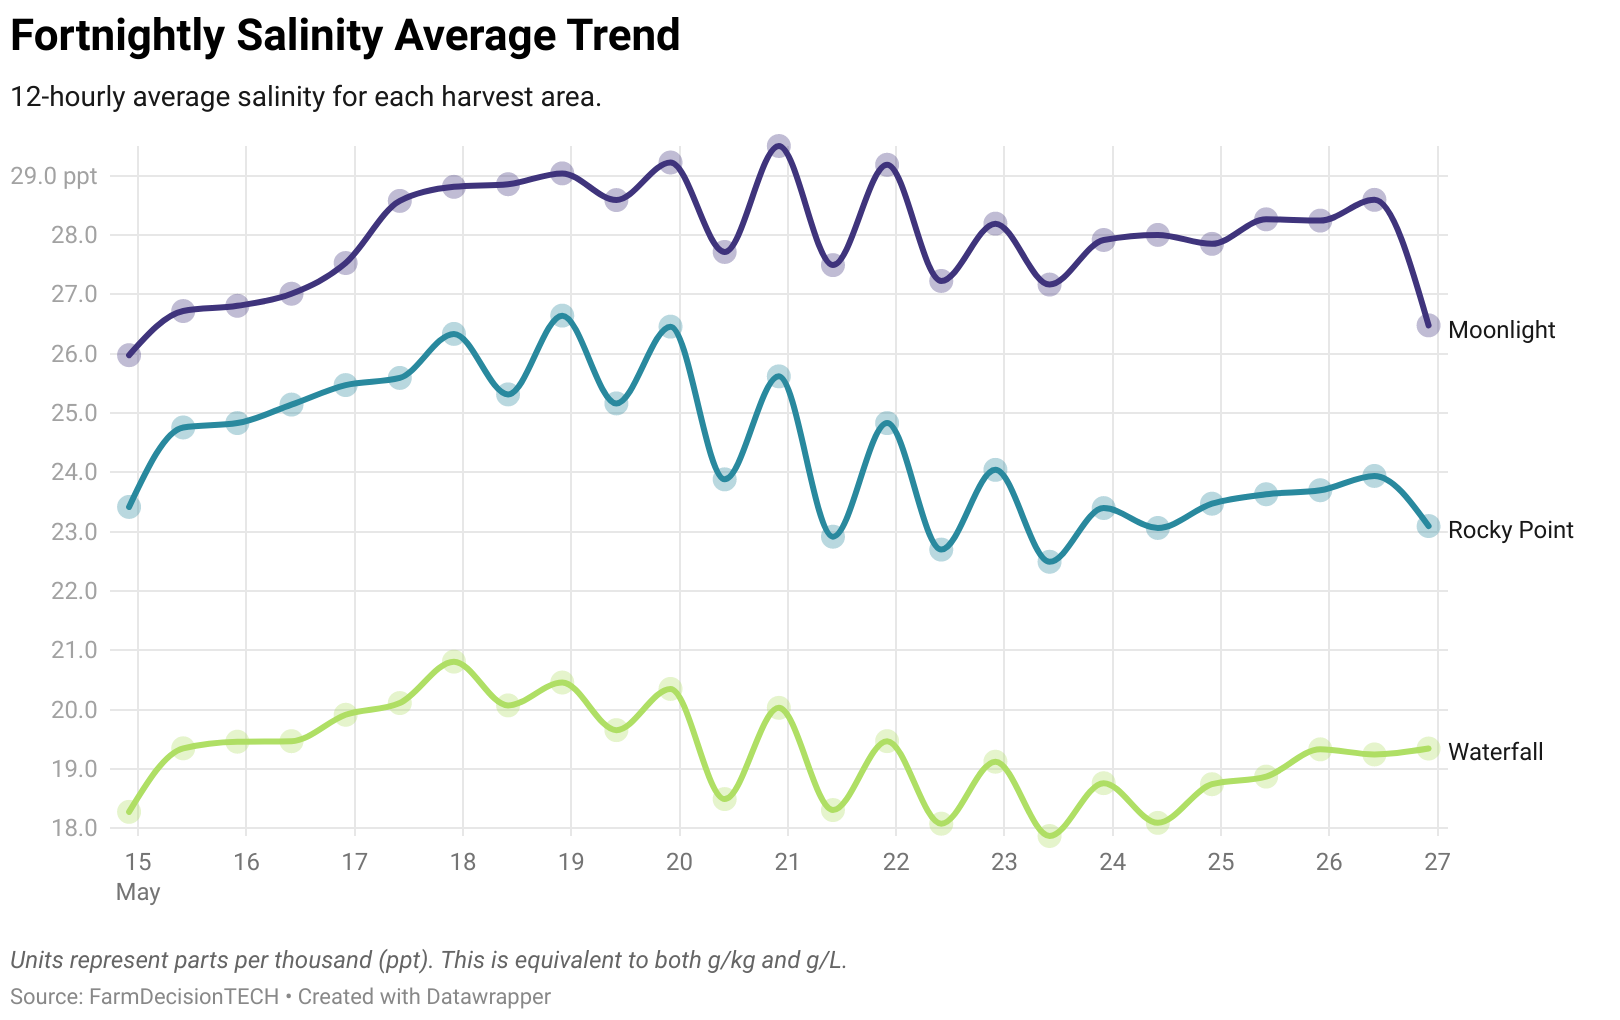 Fortnightly Salinity Average Trend
12-hourly average salinity for each harvest area.
29.0 ppt
28.0
27.0
26.0
25.0
24.0
23.0
22.0
21.0
20.0
19.0
18.0
Moonlight
Rocky Point
Waterfall
15 16 17 18 19 20 21 22 23 24 25 26 27
May
Units represent parts per thousand (ppt). This is equivalent to both g/kg and g/L.
Source: FarmDecisionTECH • Created with Datawrapper